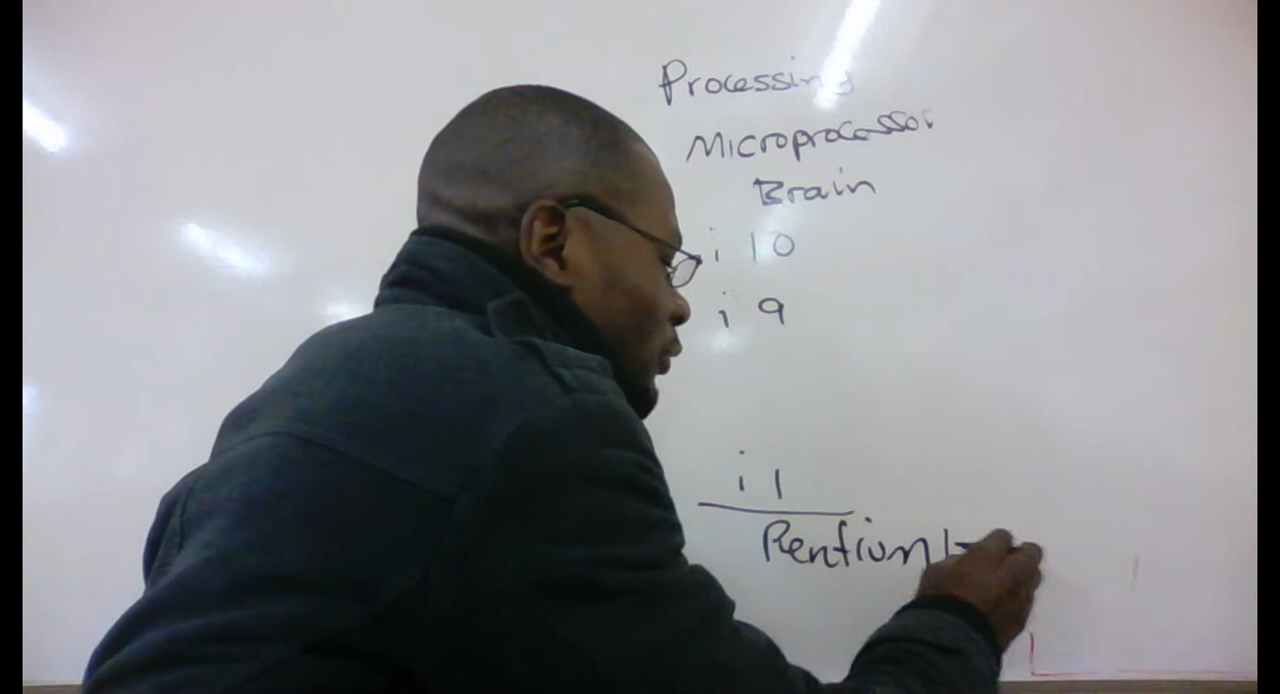 Processing
Microprocessor
Brain
i 10
i 9
i 1
Pentium